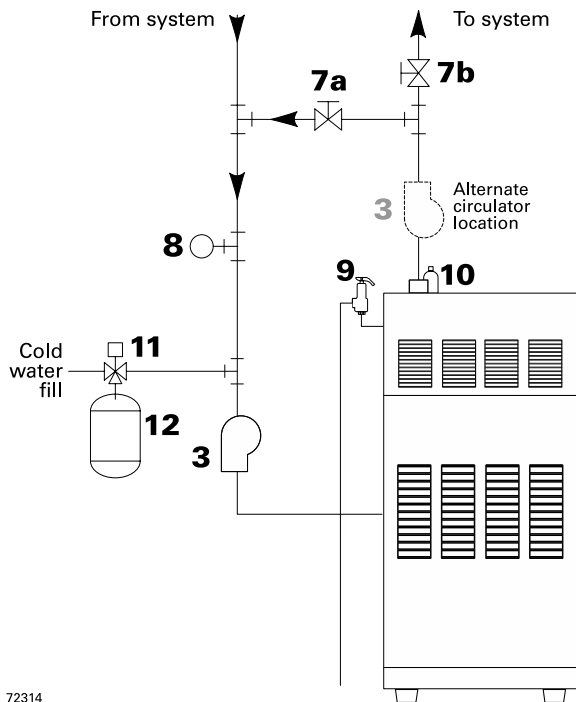 From system
To system
7a
7b
3
Alternate
circulator
location
8
9
10
Cold
water
fill
11
12
3
72314